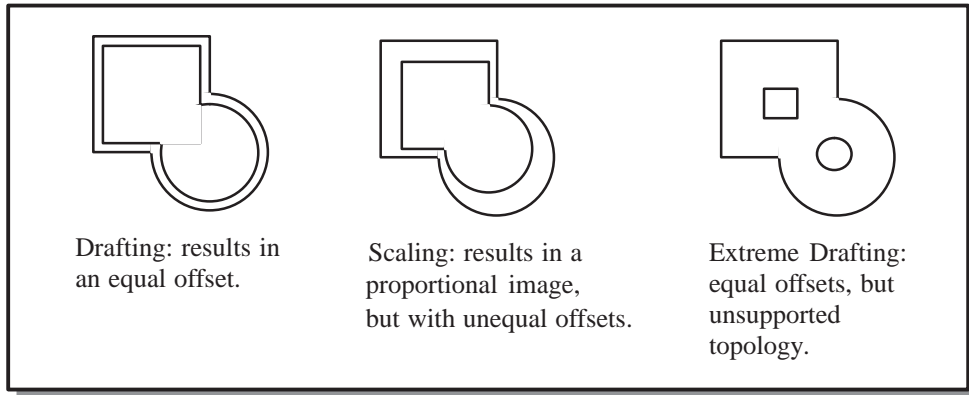 Drafting: results in
an equal offset.
Scaling: results in a
proportional image,
but with unequal offsets.
Extreme Drafting:
equal offsets, but
unsupported
topology.